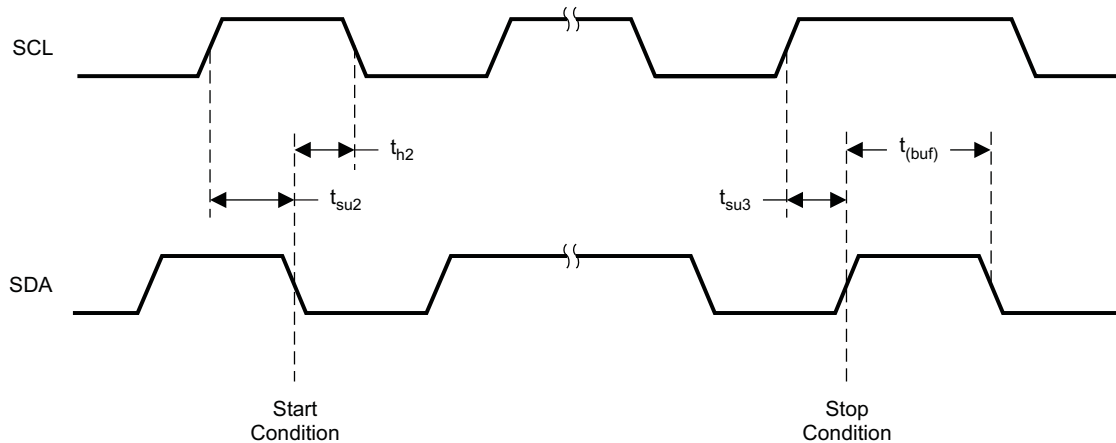 SCL
t_h2
t_(buf)
t_su2
t_su3
SDA
Start
Condition
Stop
Condition